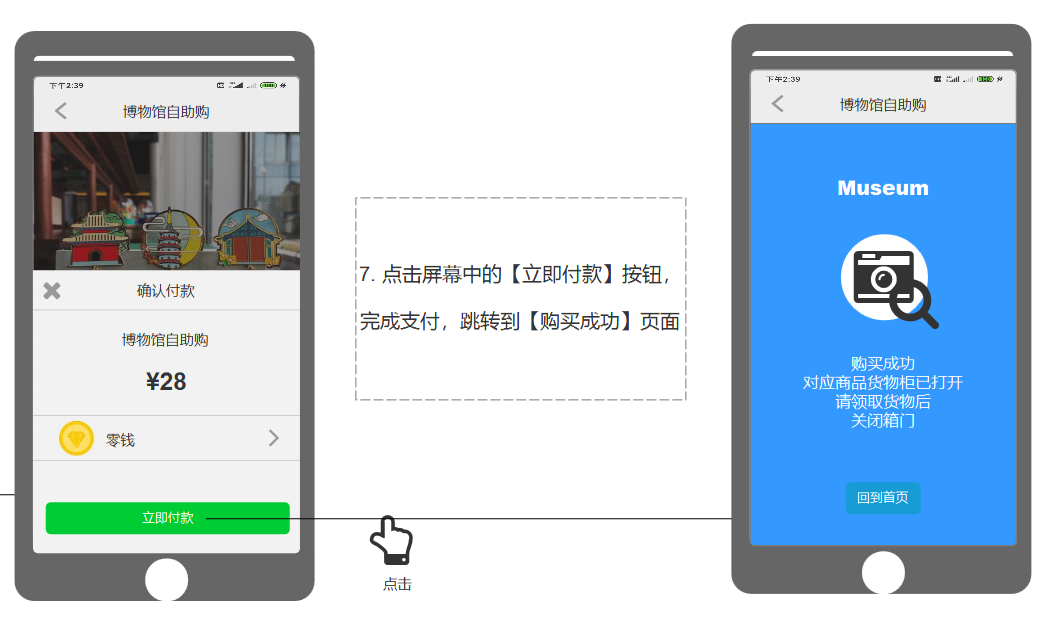 下午2:39
博物馆自助购
确认付款
博物馆自助购
¥28
零钱
立即付款
7. 点击屏幕中的【立即付款】按钮，
完成支付，跳转到【购买成功】页面
点击
下午2:39
博物馆自助购
Museum
购买成功
对应商品货物柜已打开
请领取货物后
关闭箱门
回到首页